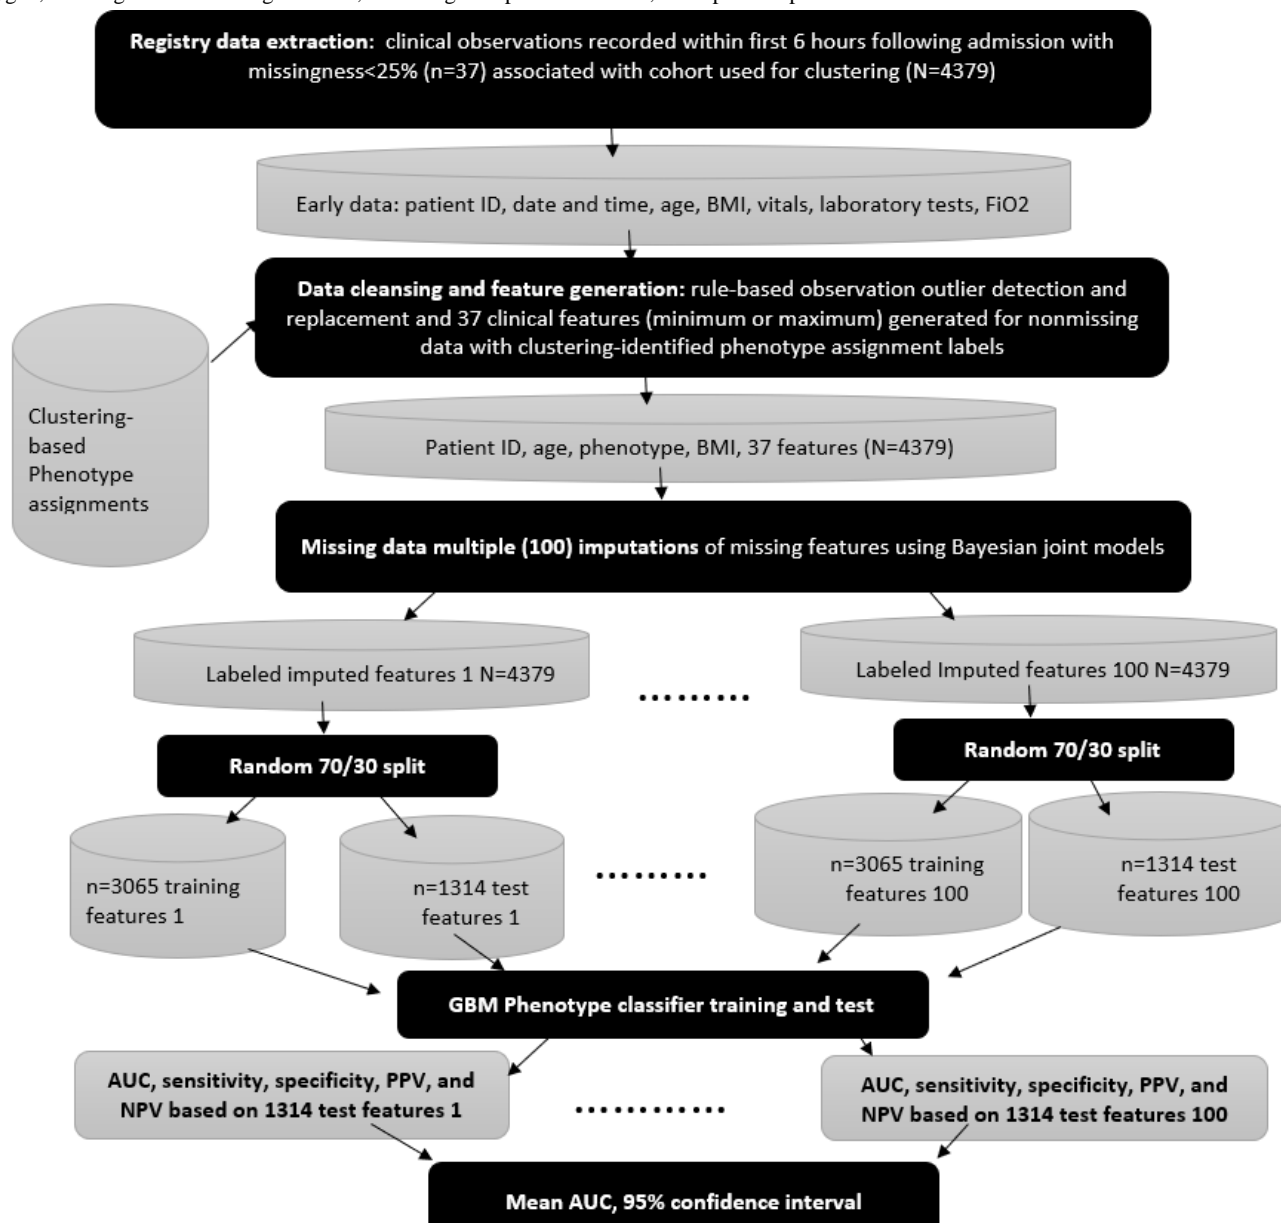 Registry data extraction: clinical observations recorded within first 6 hours following admission with
missingness<25% (n=37) associated with cohort used for clustering (N=4379)
Early data: patient ID, date and time, age, BMI, vitals, laboratory tests, FiO2
Data cleansing and feature generation: rule-based observation outlier detection and
replacement and 37 clinical features (minimum or maximum) generated for nonmissing
data with clustering-identified phenotype assignment labels
Clustering-
based
Phenotype
assignments
Patient ID, age, phenotype, BMI, 37 features (N=4379)
Missing data multiple (100) imputations of missing features using Bayesian joint models
Labeled imputed features 1 N=4379
.........
Labeled Imputed features 100 N=4379
Random 70/30 split
Random 70/30 split
n=3065 training
features 1
n=1314 test
features 1
.........
n=3065 training
features 100
n=1314 test
features 100
GBM Phenotype classifier training and test
AUC, sensitivity, specificity, PPV, and
NPV based on 1314 test features 1
............
AUC, sensitivity, specificity, PPV, and
NPV based on 1314 test features 100
Mean AUC, 95% confidence interval